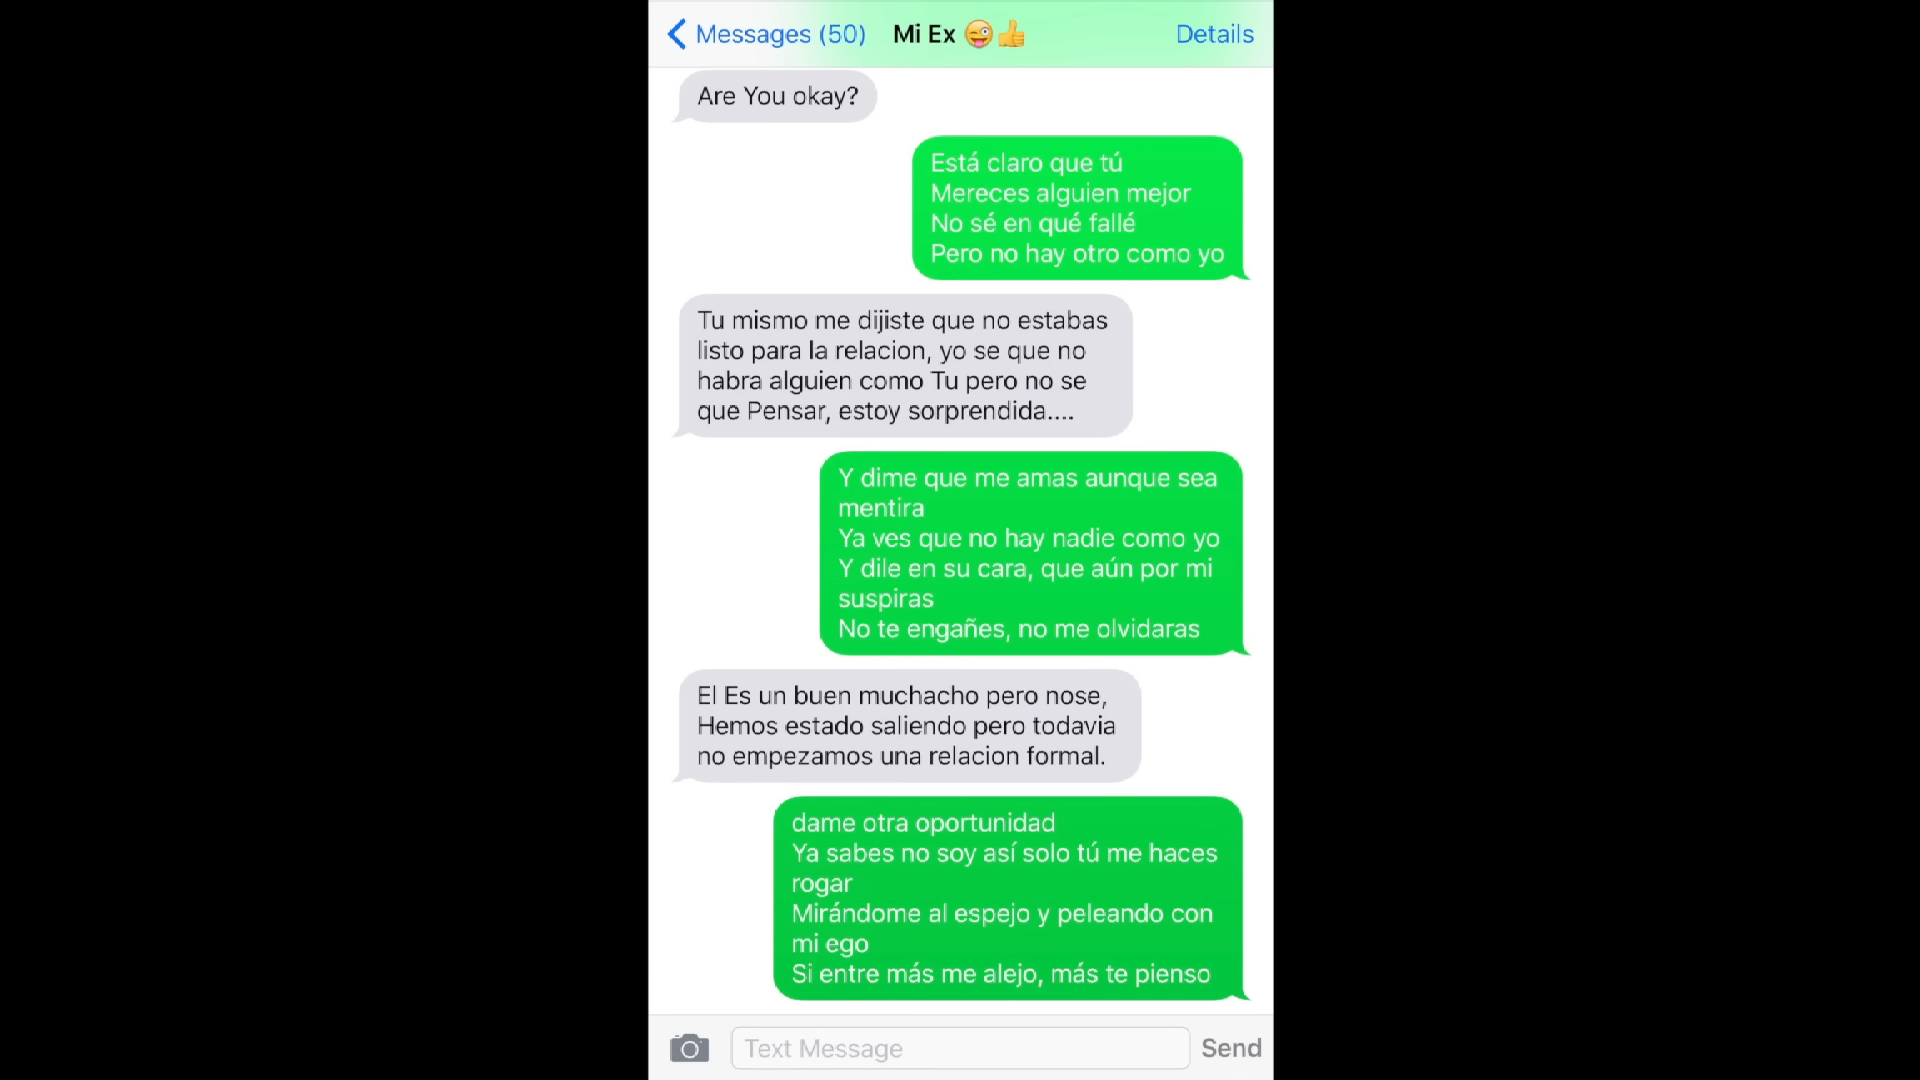 Messages (50) Mi Ex 😜👍 Details
Are You okay?
Está claro que tú
Mereces alguien mejor
No sé en qué fallé
Pero no hay otro como yo
Tu mismo me dijiste que no estabas
listo para la relacion, yo se que no
habra alguien como Tu pero no se
que Pensar, estoy sorprendida....
Y dime que me amas aunque sea
mentira
Ya ves que no hay nadie como yo
Y dile en su cara, que aún por mi
suspiras
No te engañes, no me olvidaras
El Es un buen muchacho pero nose,
Hemos estado saliendo pero todavia
no empezamos una relacion formal.
dame otra oportunidad
Ya sabes no soy así solo tú me haces
rogar
Mirándome al espejo y peleando con
mi ego
Si entre más me alejo, más te pienso
Text Message Send